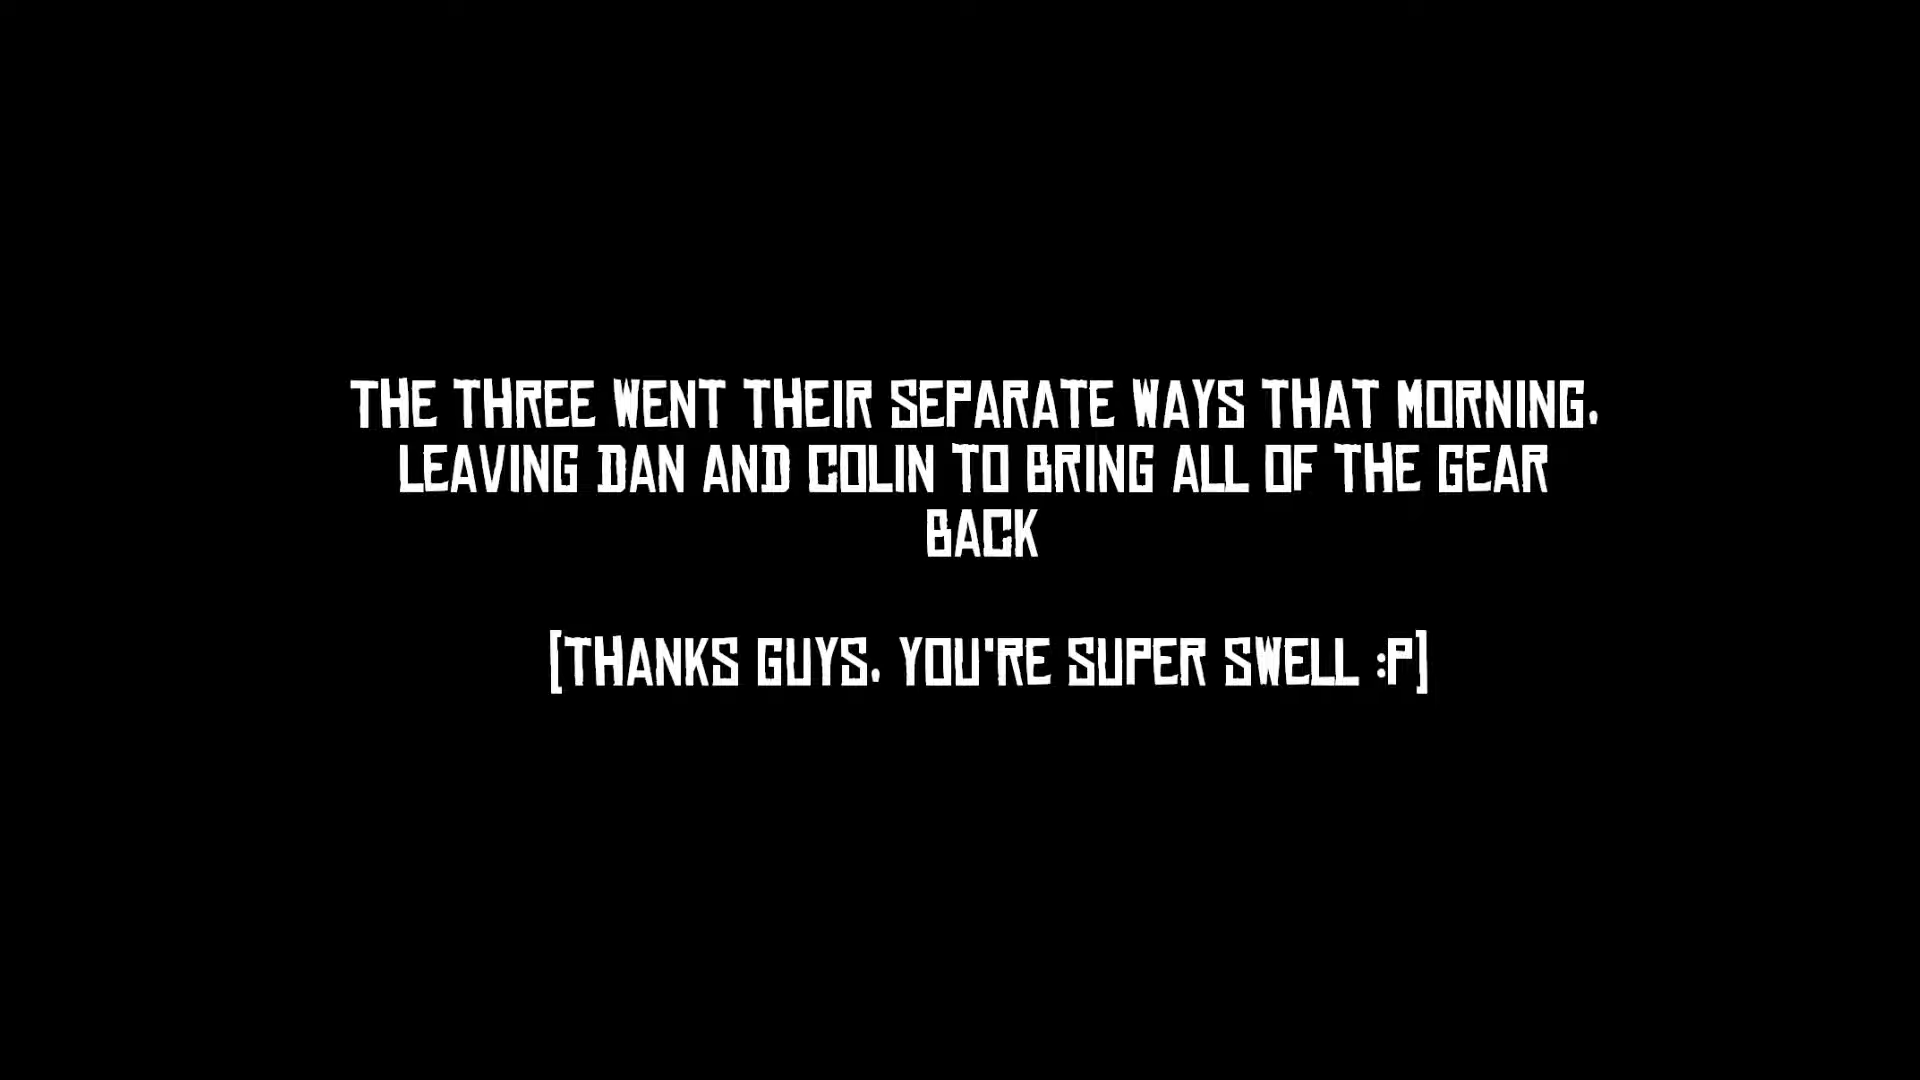 THE THREE WENT THEIR SEPARATE WAYS THAT MORNING,
LEAVING DAN AND COLIN TO BRING ALL OF THE GEAR
BACK
[THANKS GUYS, YOU'RE SUPER SWELL :P]